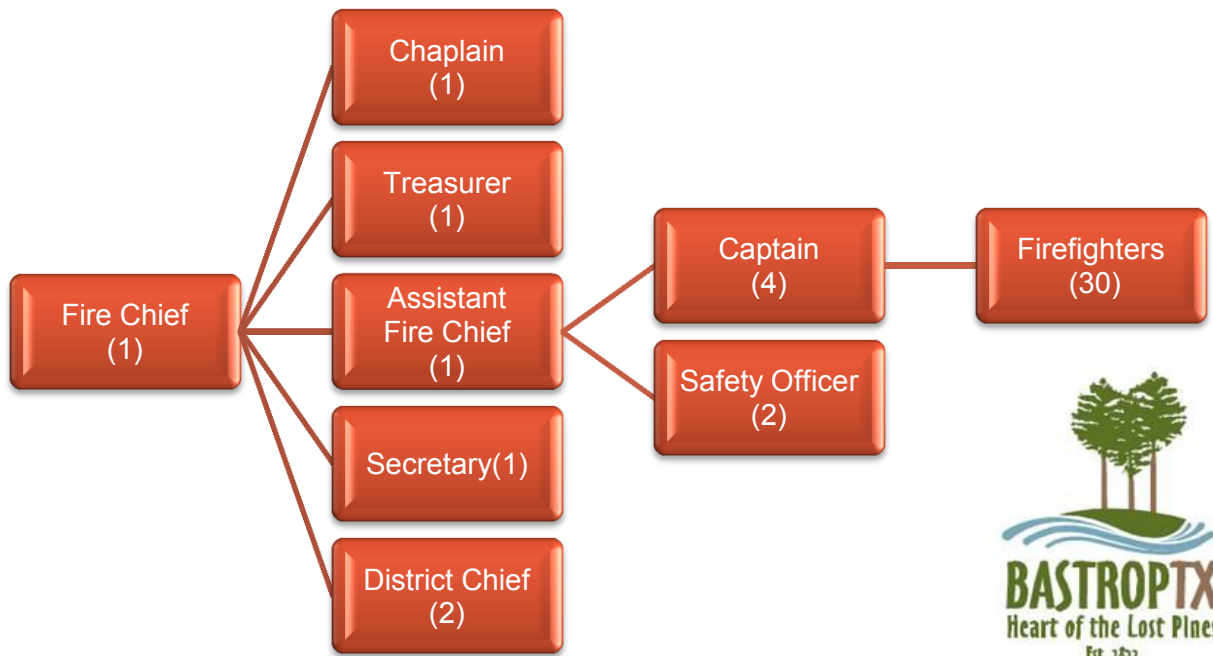 Chaplain
(1)
Treasurer
(1)
Fire Chief
(1)
Assistant
Fire Chief
(1)
Secretary(1)
District Chief
(2)
Captain
(4)
Safety Officer
(2)
Firefighters
(30)
BASTROPTX
Heart of the Lost Pines
Est.